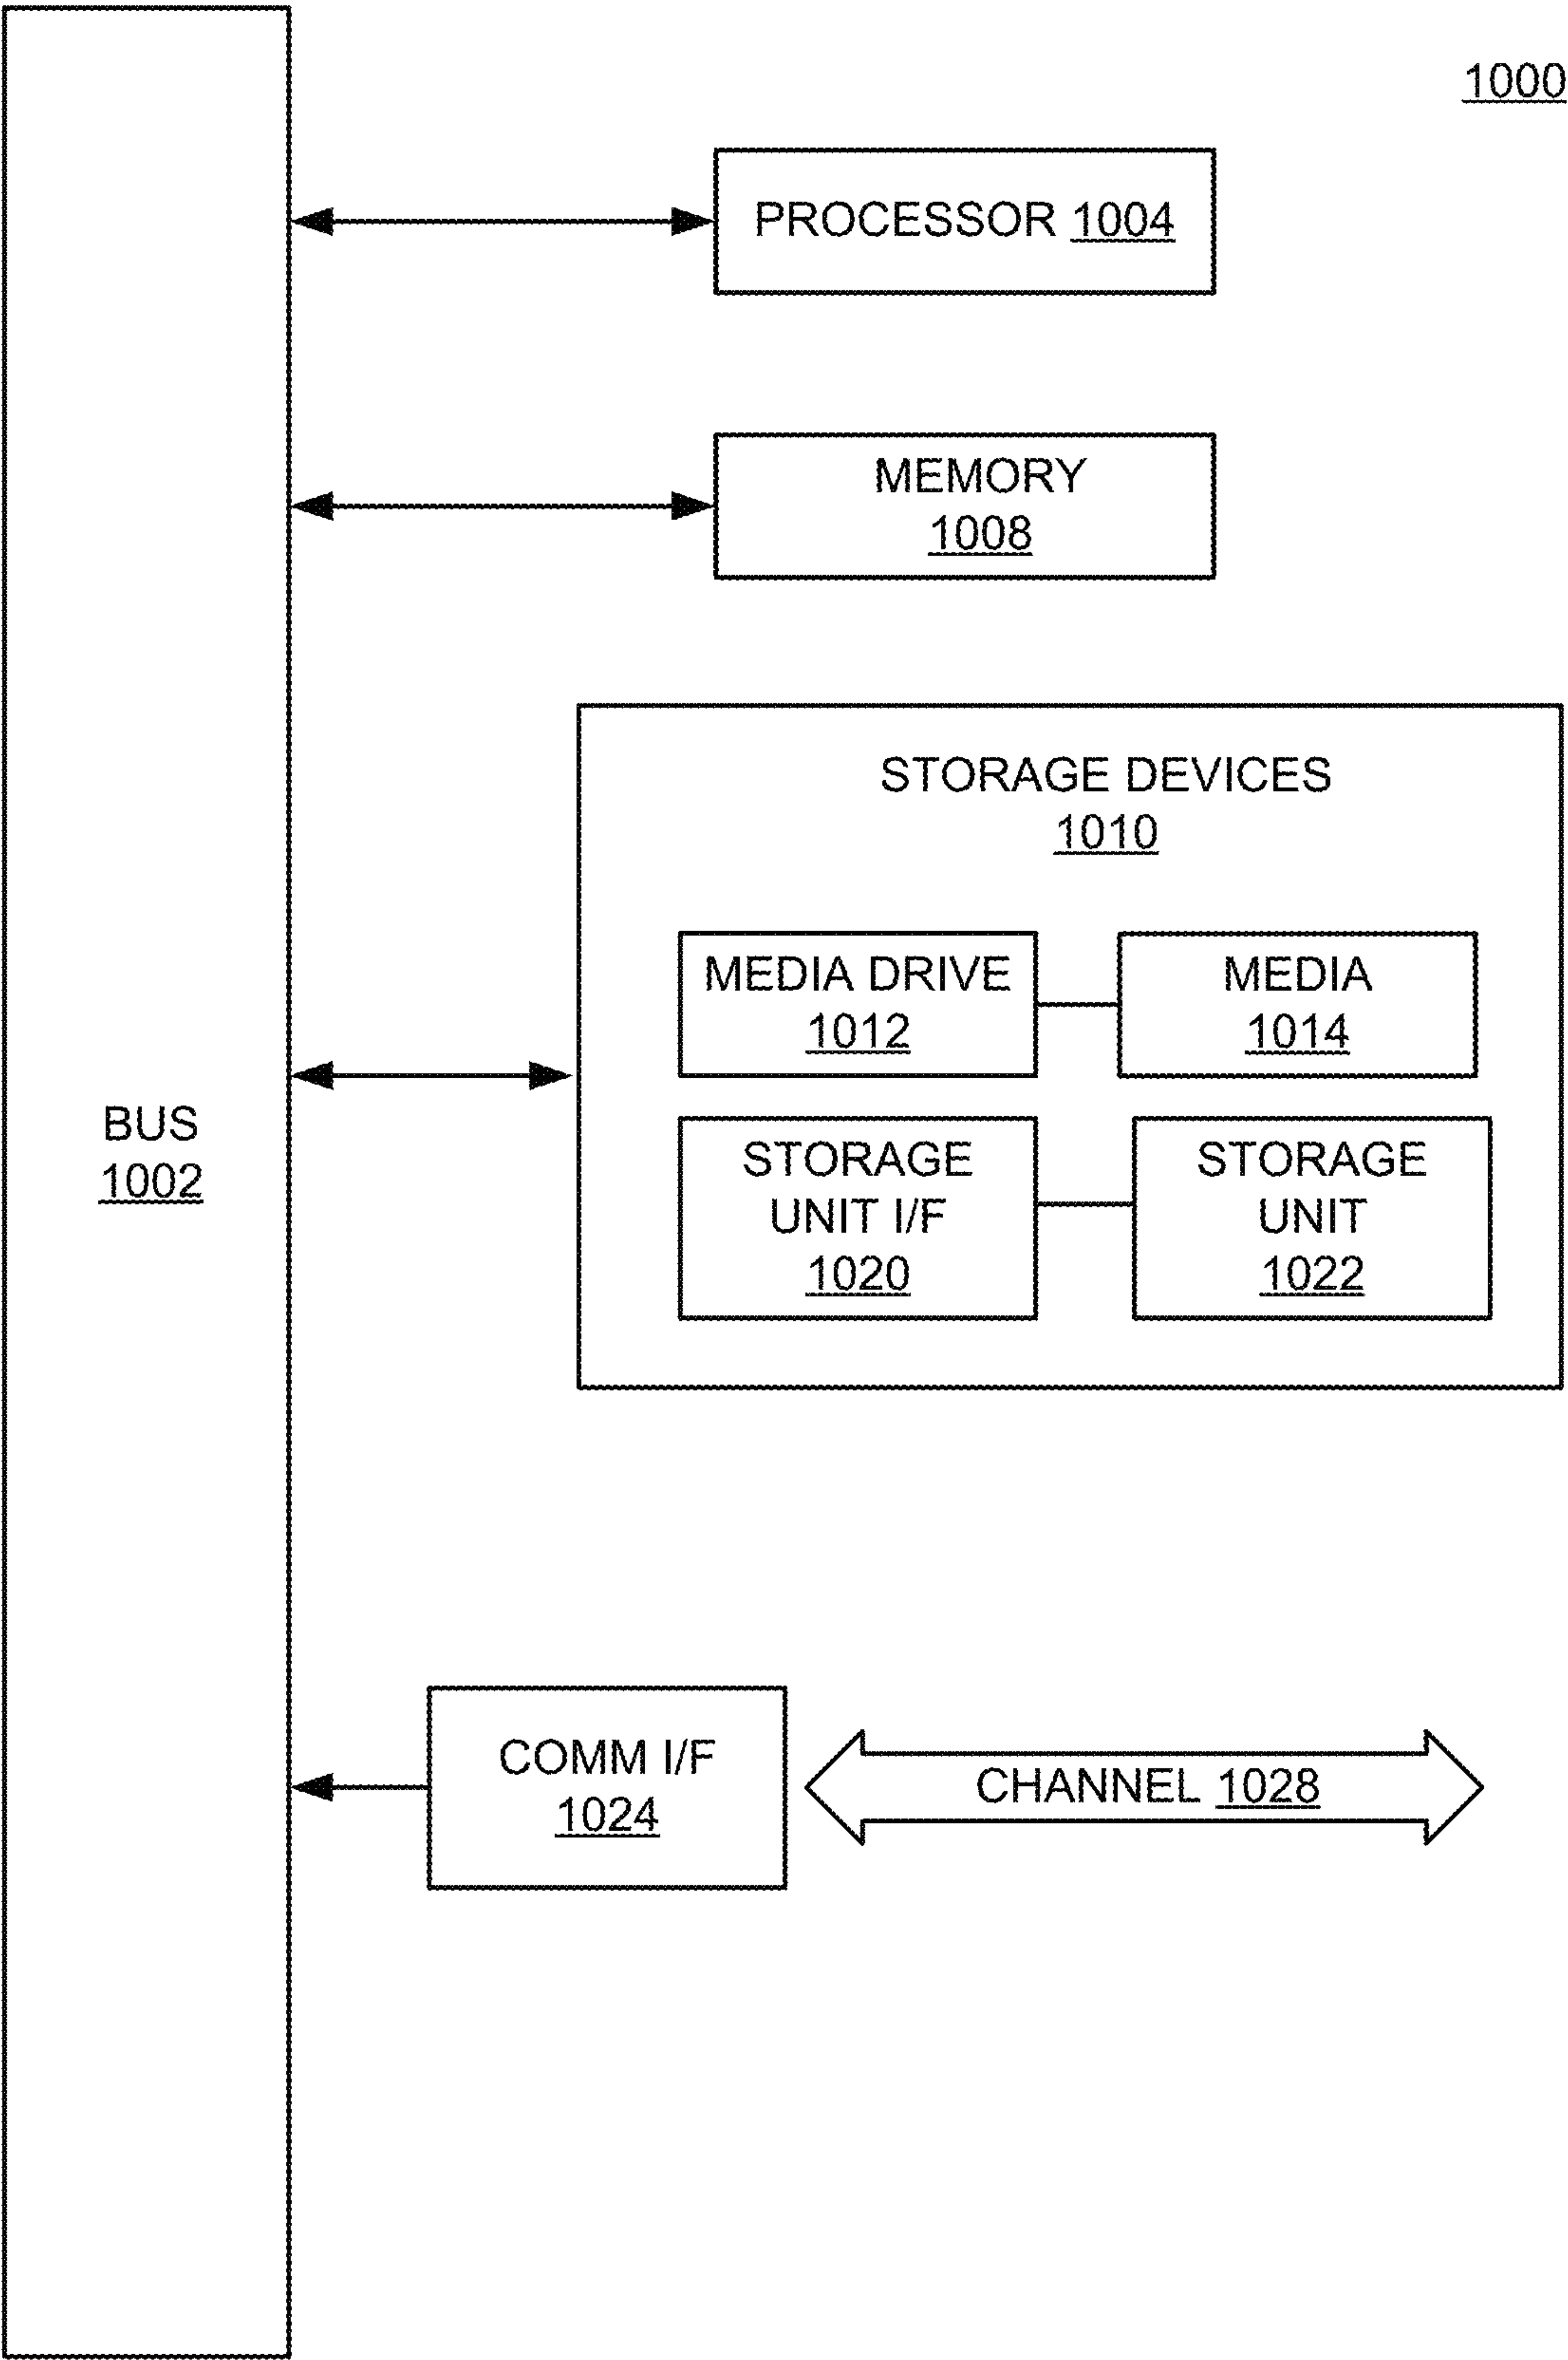 1000
PROCESSOR 1004
MEMORY
1008
STORAGE DEVICES
1010
MEDIA DRIVE
1012
MEDIA
1014
BUS
1002
STORAGE
UNIT I/F
1020
STORAGE
UNIT
1022
COMM I/F
1024
CHANNEL 1028